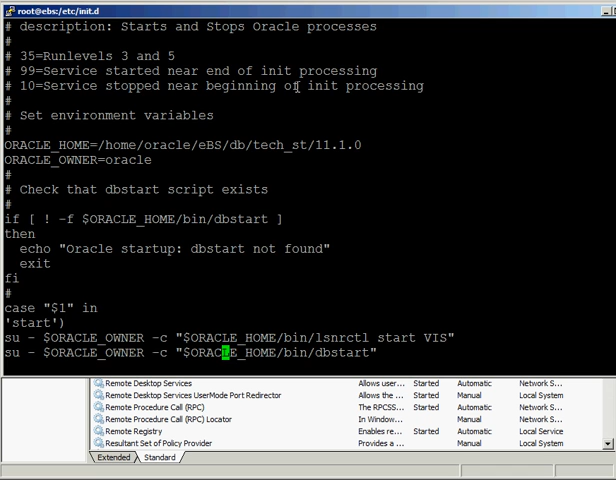 root@ebs:/etc/init.d
# description: Starts and Stops Oracle processes
#
# 35=Runlevels 3 and 5
# 99=Service started near end of init processing
# 10=Service stopped near beginning of init processing
#
# Set environment variables
#
ORACLE_HOME=/home/oracle/eBS/db/tech_st/11.1.0
ORACLE_OWNER=oracle
#
# Check that dbstart script exists
#
if [ ! -f $ORACLE_HOME/bin/dbstart ]
then
echo "Oracle startup: dbstart not found"
exit
fi
#
case "$1" in
'start')
su - $ORACLE_OWNER -c "$ORACLE_HOME/bin/lsnrctl start VIS"
su - $ORACLE_OWNER -c "$ORACLE_HOME/bin/dbstart"
Remote Desktop Services Allows user... Started Automatic Network S...
Remote Desktop Services UserMode Port Redirector Allows the ... Started Manual Local System
Remote Procedure Call (RPC) The RPCSS... Started Automatic Network S...
Remote Procedure Call (RPC) Locator In Window... Manual Network S...
Remote Registry Enables re... Started Automatic Local Service
Resultant Set of Policy Provider Provides a ... Manual Local System
Extended Standard